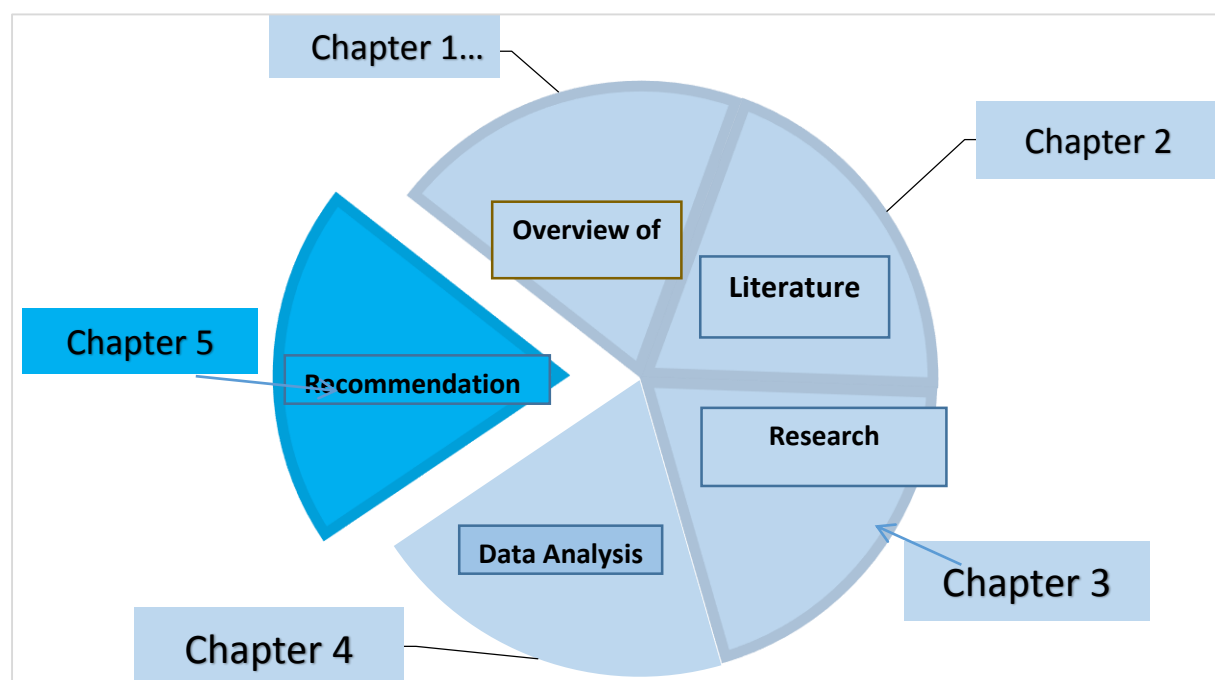 Chapter 1...
Chapter 2
Overview of
Literature
Chapter 5
Recommendation
Research
Data Analysis
Chapter 3
Chapter 4